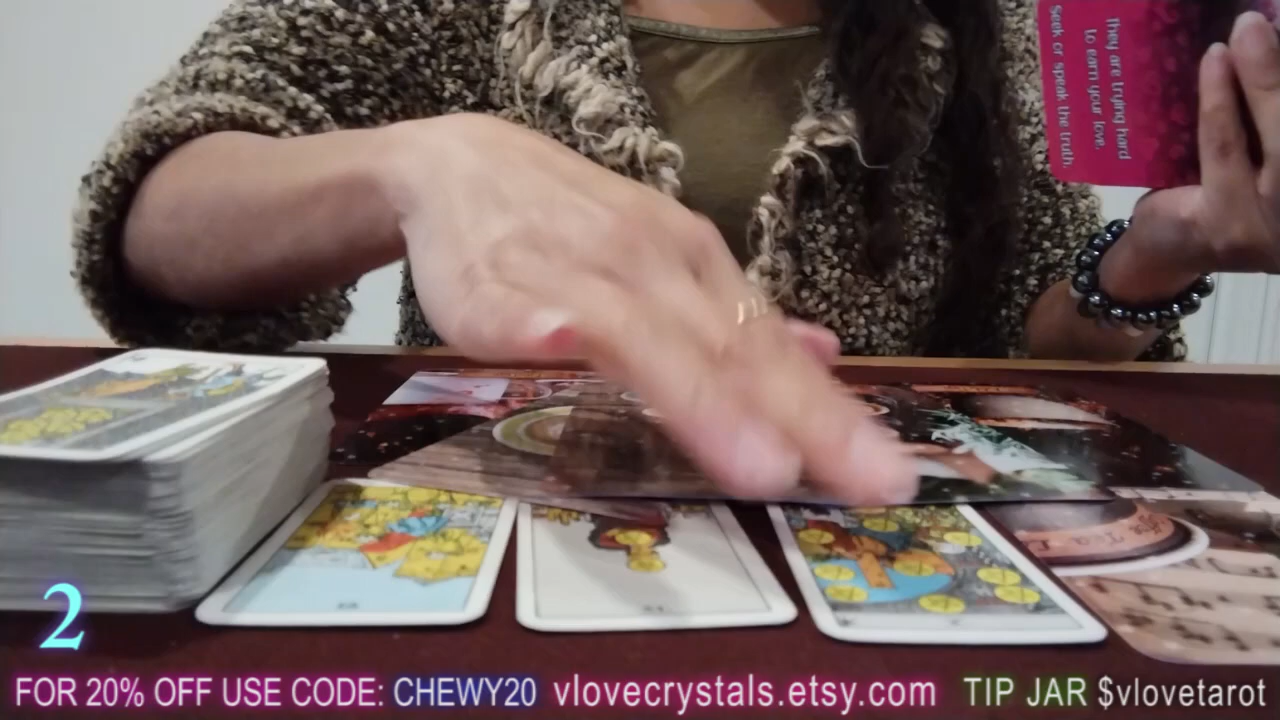 They are trying hard
to earn your love.
Seek or speak the truth.
2
FOR 20% OFF USE CODE: CHEWY20 vlovecrystals.etsy.com TIP JAR $vlovetarot